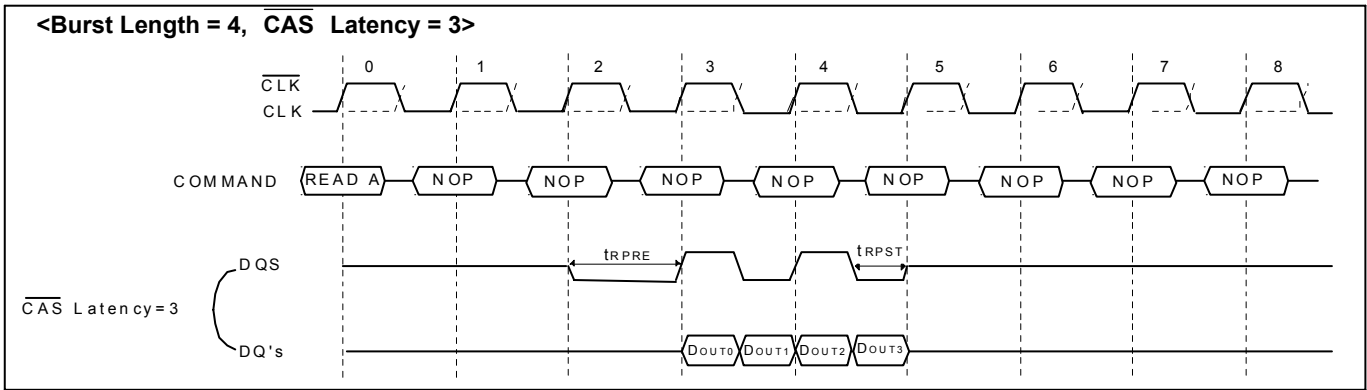 <Burst Length = 4, CAS Latency = 3>
0 1 2 3 4 5 6 7 8
CLK
CLK
COMMAND READ A NOP NOP NOP NOP NOP NOP NOP NOP
DQS tRPRE tRPST
CAS Latency=3
DQ's DOUT0 DOUT1 DOUT2 DOUT3